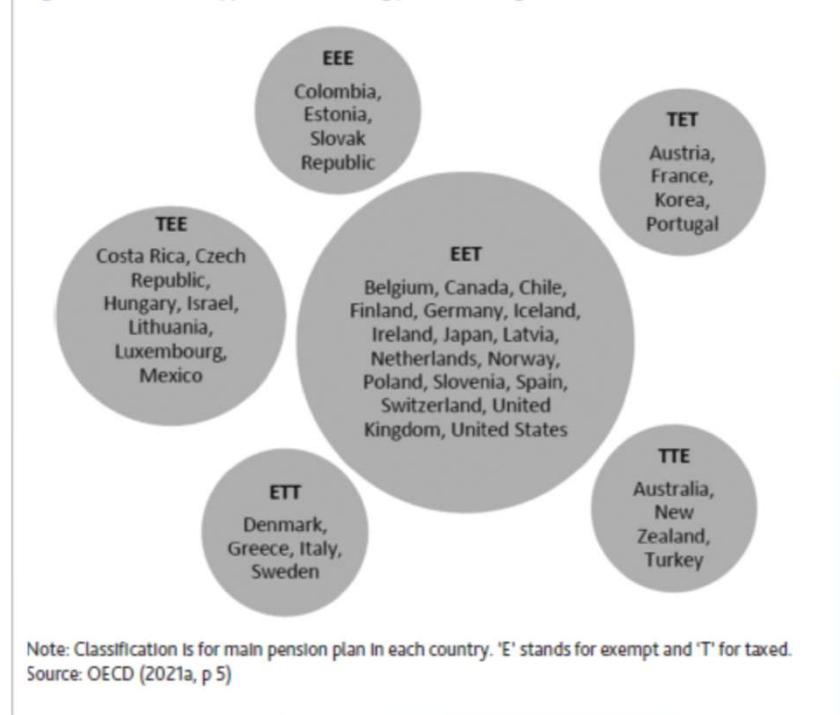 EEE
Colombia,
Estonia,
Slovak
Republic
TET
Austria,
France,
Korea,
Portugal
TEE
Costa Rica, Czech
Republic,
Hungary, Israel,
Lithuania,
Luxembourg,
Mexico
EET
Belgium, Canada, Chile,
Finland, Germany, Iceland,
Ireland, Japan, Latvia,
Netherlands, Norway,
Poland, Slovenia, Spain,
Switzerland, United
Kingdom, United States
ETT
Denmark,
Greece, Italy,
Sweden
TTE
Australia,
New
Zealand,
Turkey
Note: Classification is for main pension plan in each country. 'E' stands for exempt and 'T' for taxed.
Source: OECD (2021a, p 5)